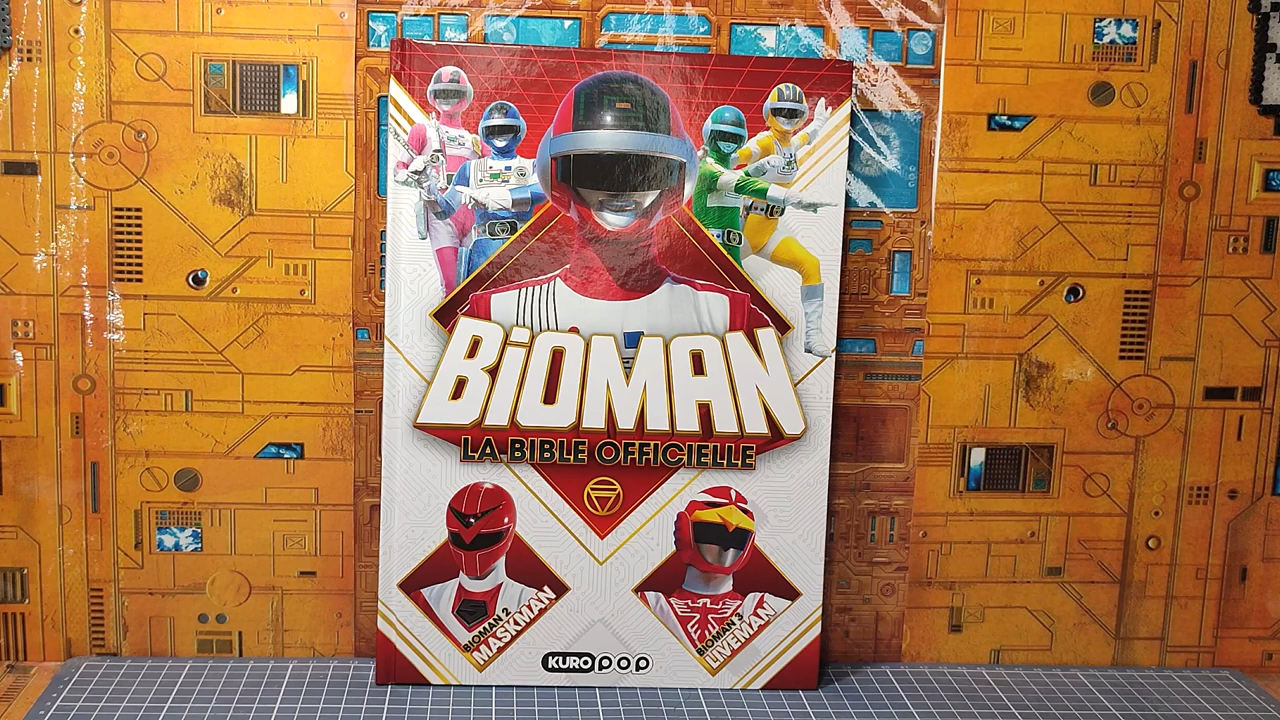 BiOMAN
LA BIBLE OFFICIELLE
BIOMAN 2
MASKMAN
BIOMAN 3
LIVEMAN
KUROPOP